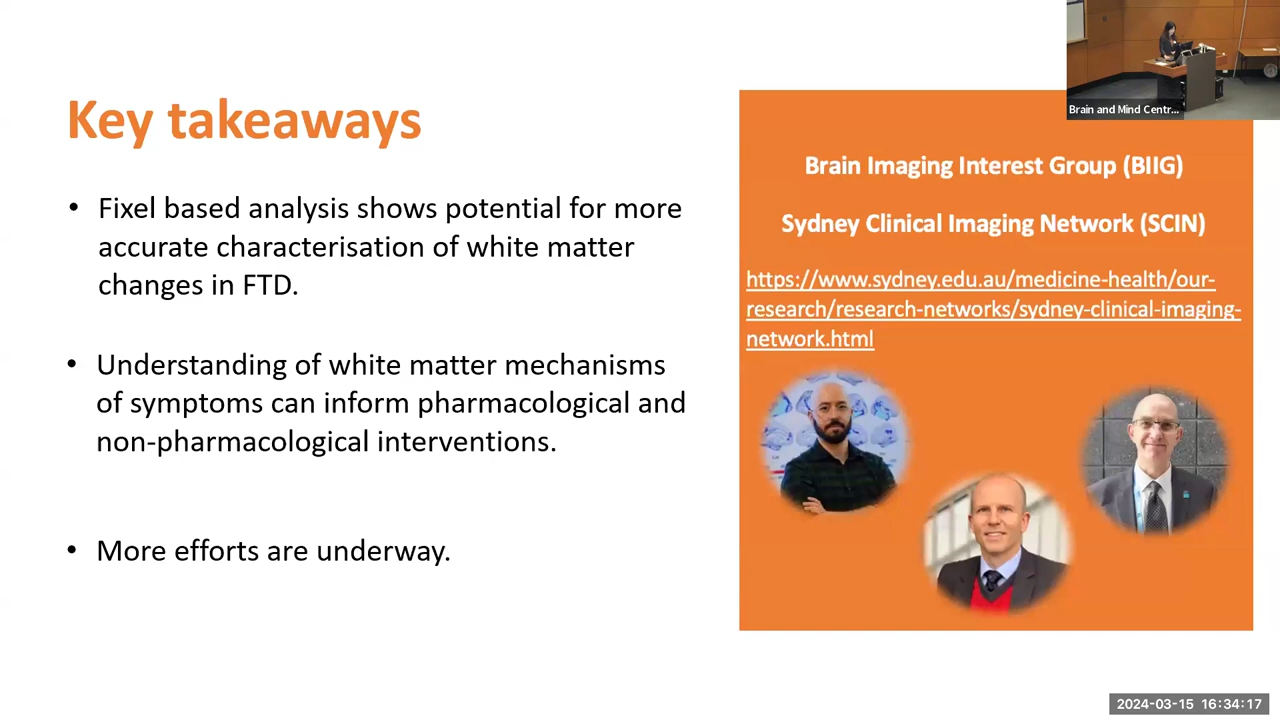 Key takeaways
• Fixel based analysis shows potential for more
accurate characterisation of white matter
changes in FTD.
• Understanding of white matter mechanisms
of symptoms can inform pharmacological and
non-pharmacological interventions.
• More efforts are underway.
Brain and Mind Centr...
Brain Imaging Interest Group (BIIG)
Sydney Clinical Imaging Network (SCIN)
https://www.sydney.edu.au/medicine-health/our-
research/research-networks/sydney-clinical-imaging-
network.html
2024-03-15 16:34:17